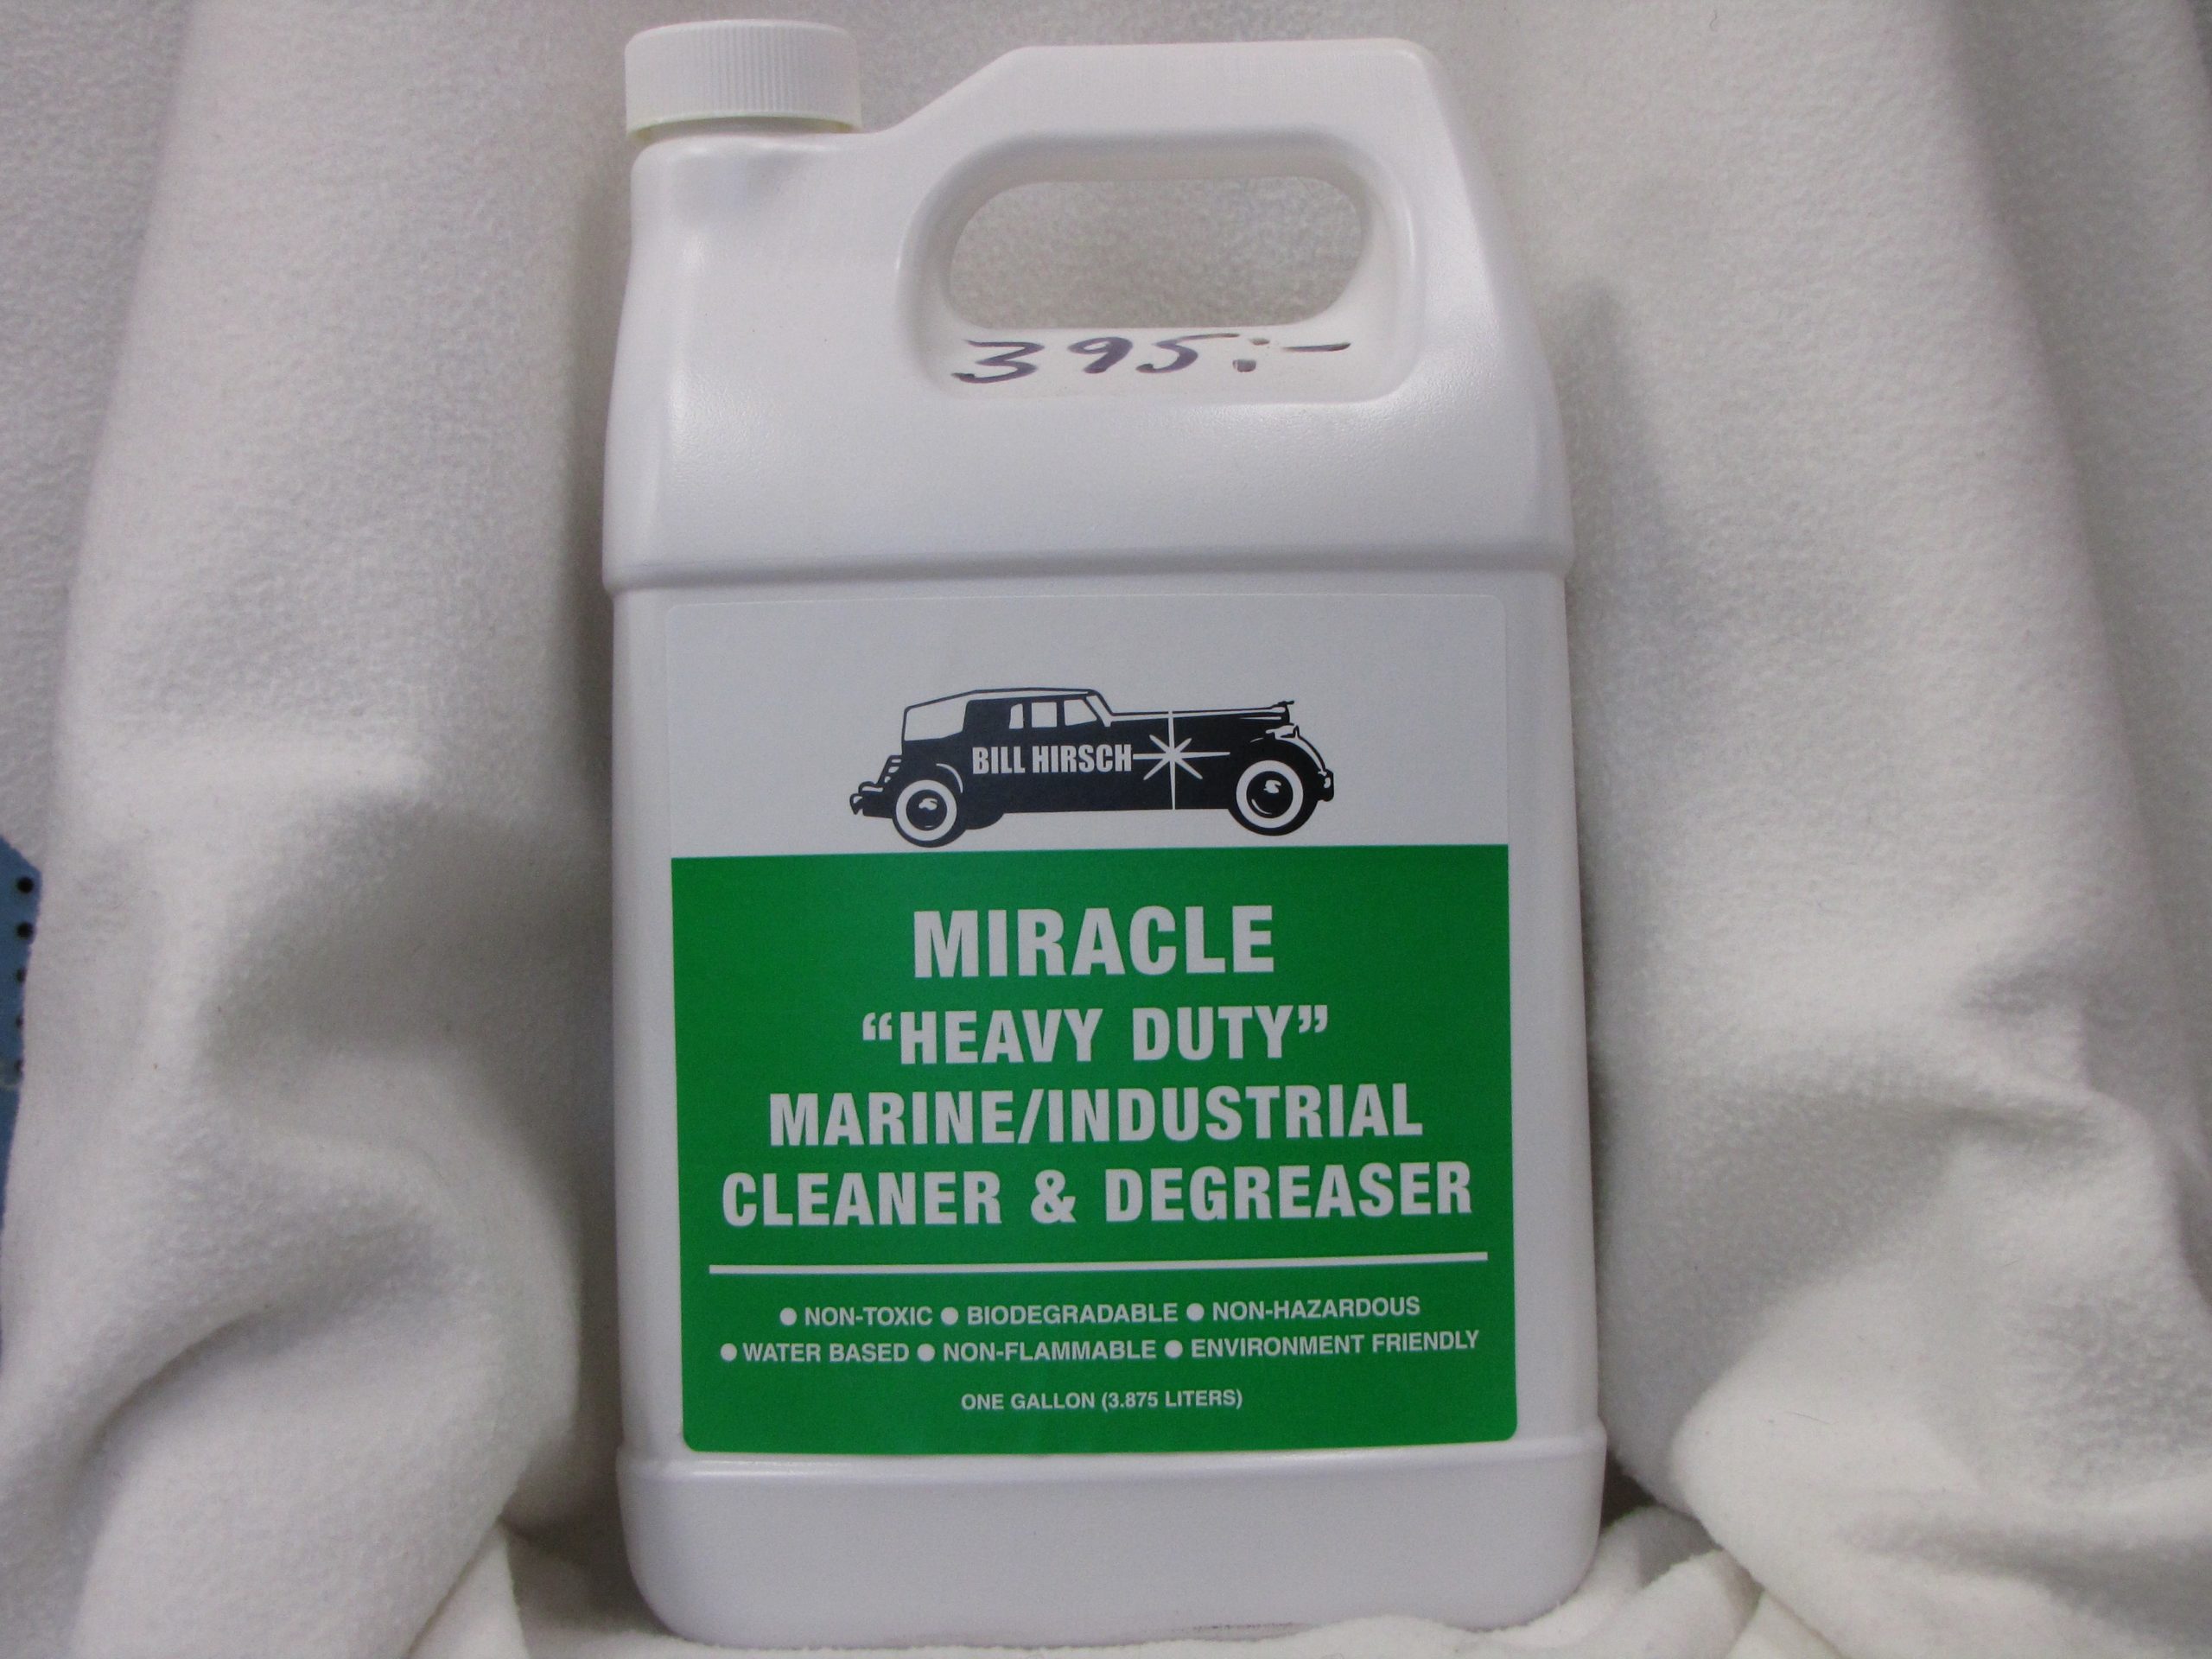 395:-
BILL HIRSCH
MIRACLE
“HEAVY DUTY”
MARINE/INDUSTRIAL
CLEANER & DEGREASER
● NON-TOXIC ● BIODEGRADABLE ● NON-HAZARDOUS
● WATER BASED ● NON-FLAMMABLE ● ENVIRONMENT FRIENDLY
ONE GALLON (3.875 LITERS)